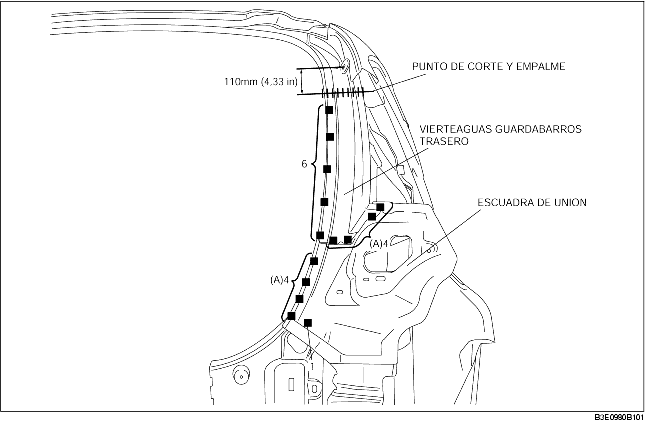 PUNTO DE CORTE Y EMPALME
110mm (4,33 in)
VIERTEAGUAS GUARDABARROS
TRASERO
6
ESCUADRA DE UNION
(A)4
(A)4
B3E0980B101